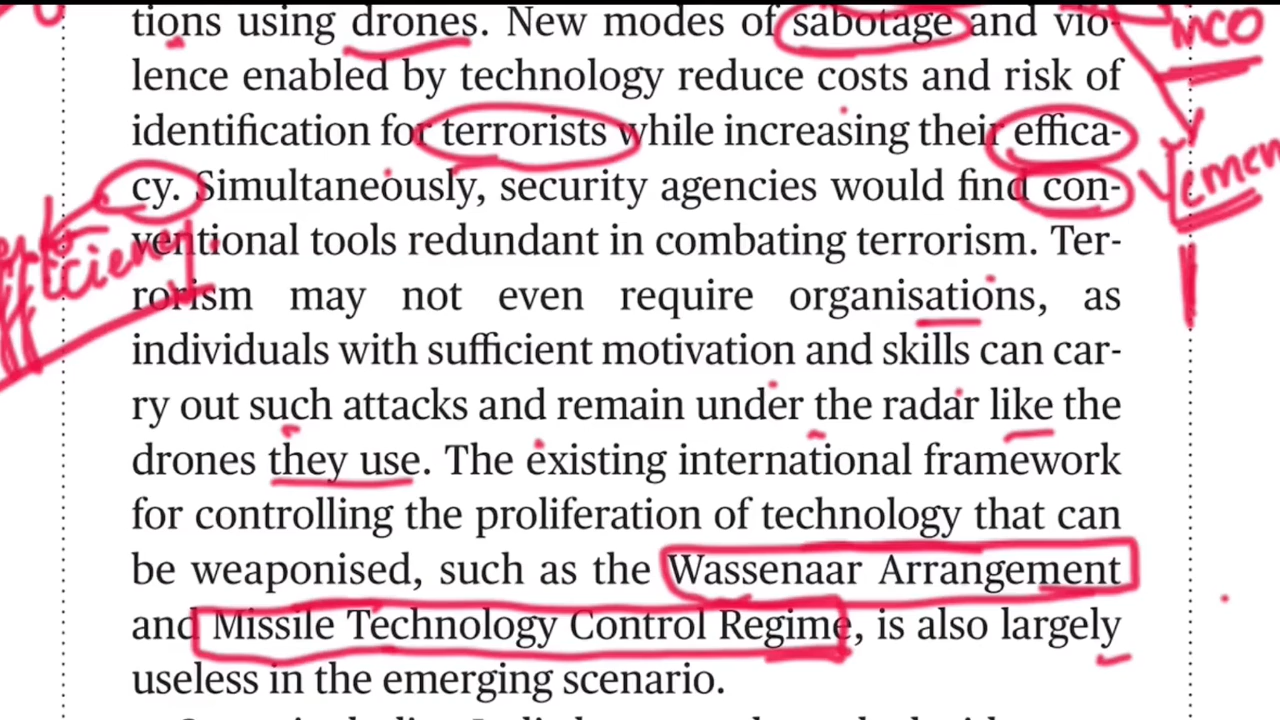 tions using drones. New modes of sabotage and vio-
lence enabled by technology reduce costs and risk of
identification for terrorists while increasing their effica-
cy. Simultaneously, security agencies would find con-
ventional tools redundant in combating terrorism. Ter-
rorism may not even require organisations, as
individuals with sufficient motivation and skills can car-
ry out such attacks and remain under the radar like the
drones they use. The existing international framework
for controlling the proliferation of technology that can
be weaponised, such as the Wassenaar Arrangement
and Missile Technology Control Regime, is also largely
useless in the emerging scenario.
MCO
Yemen